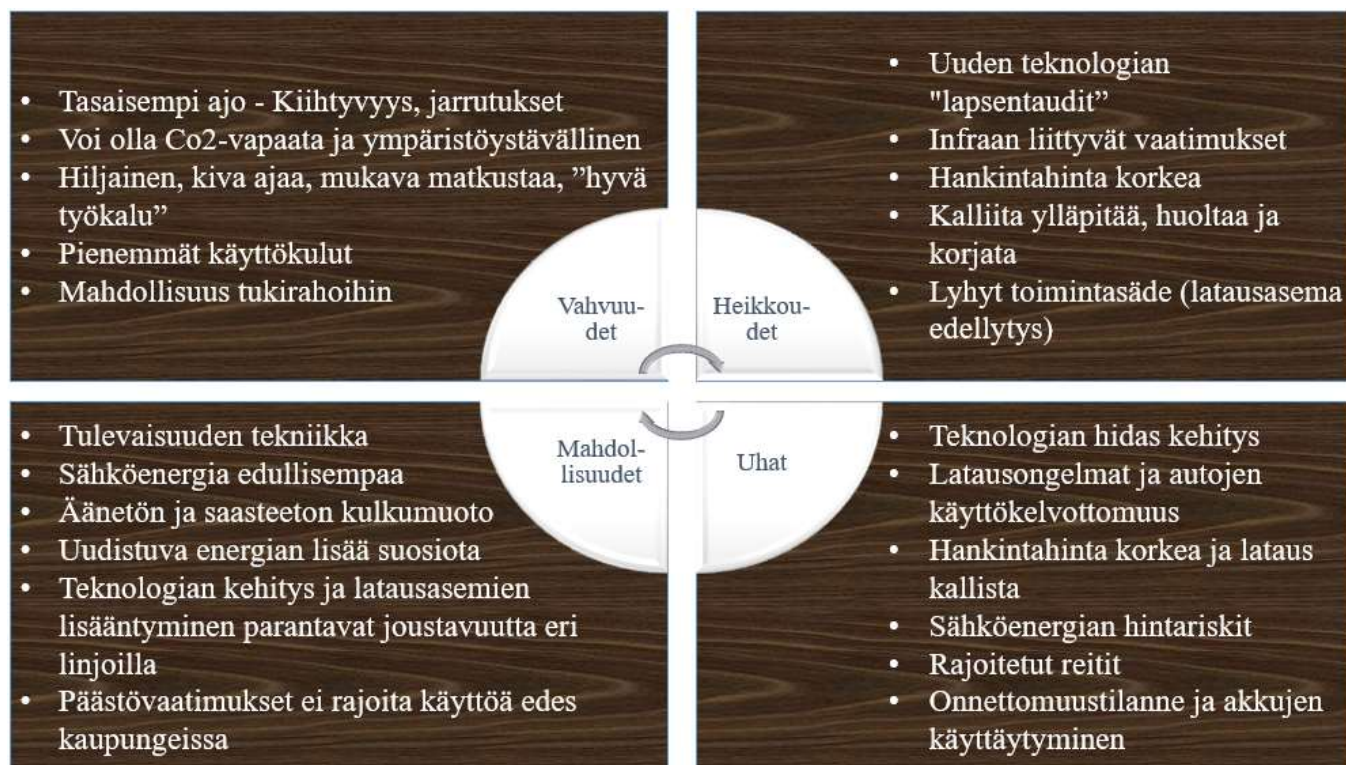 • Tasaisempi ajo - Kiihtyvyys, jarrutukset
• Voi olla Co2-vapaata ja ympäristöystävällinen
• Hiljainen, kiva ajaa, mukava matkustaa, ”hyvä
työkalu”
• Pienemmät käyttökulut
• Mahdollisuus tukirahoihin
Vahvuu-
det
• Uuden teknologian
"lapsentaudit”
• Infraan liittyvät vaatimukset
• Hankintahinta korkea
• Kalliita ylläpitää, huoltaa ja
korjata
• Lyhyt toimintasäde (latausasema
edellytys)
Heikkou-
det
• Tulevaisuuden tekniikka
• Sähköenergia edullisempaa
• Äänetön ja saasteeton kulkumuoto
• Uudistuva energian lisää suosiota
• Teknologian kehitys ja latausasemien
lisääntyminen parantavat joustavuutta eri
linjoilla
• Päästövaatimukset ei rajoita käyttöä edes
kaupungeissa
Mahdol-
lisuudet
• Teknologian hidas kehitys
• Latausongelmat ja autojen
käyttökelvottomuus
• Hankintahinta korkea ja lataus
kallista
• Sähköenergian hintariskit
• Rajoitetut reitit
• Onnettomuustilanne ja akkujen
käyttäytyminen
Uhat